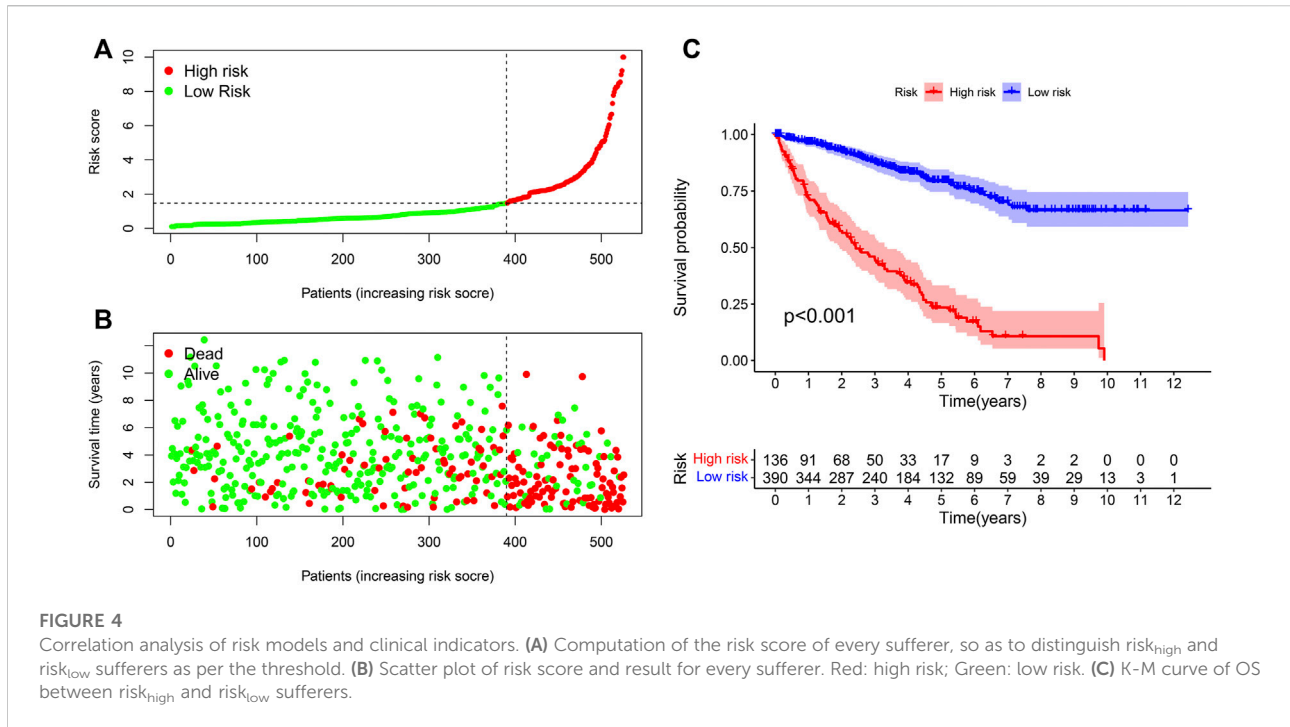 A
High risk
Low Risk
Risk score
0
2
4
6
8
10
0
100
200
300
400
500
Patients (increasing risk socre)
B
Dead
Alive
Survival time (years)
0
2
4
6
8
10
0
100
200
300
400
500
Patients (increasing risk socre)
C
Risk High risk Low risk
Survival probability
1.00
0.75
0.50
0.25
0.00
p<0.001
0 1 2 3 4 5 6 7 8 9 10 11 12
Time(years)
Risk
High risk 136 91 68 50 33 17 9 3 2 2 0 0 0
Low risk 390 344 287 240 184 132 89 59 39 29 13 3 1
0 1 2 3 4 5 6 7 8 9 10 11 12
Time(years)
FIGURE 4
Correlation analysis of risk models and clinical indicators. (A) Computation of the risk score of every sufferer, so as to distinguish risk_high and
risk_low sufferers as per the threshold. (B) Scatter plot of risk score and result for every sufferer. Red: high risk; Green: low risk. (C) K-M curve of OS
between risk_high and risk_low sufferers.